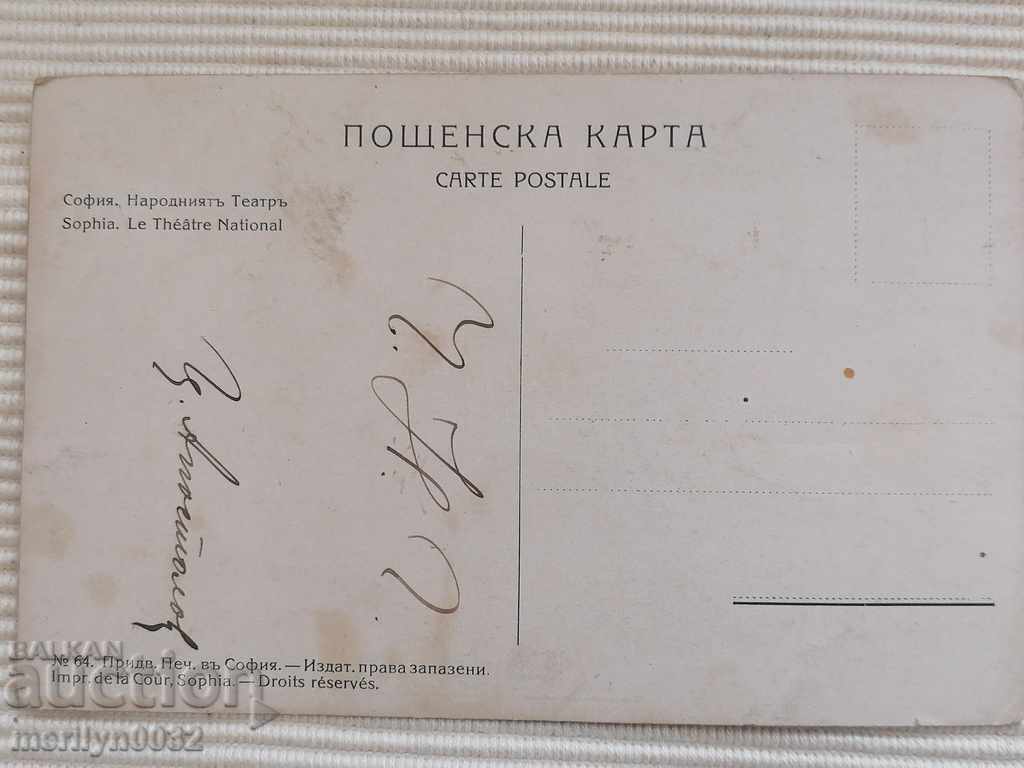 ПОЩЕНСКА КАРТА
CARTE POSTALE
София. Народниятъ Театръ
Sophia. Le Théâtre National
Ч. Н. Г.
Ц. Апостолов
№ 64. Придв. Печ. въ София. — Издат. права запазени.
Impr. de la Cour, Sophia. — Droits réservés.
BALKAN
auction
merilyn0032